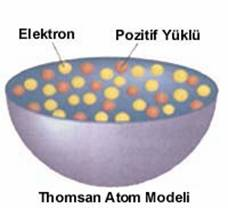 Elektron Pozitif Yüklü
Thomsan Atom Modeli